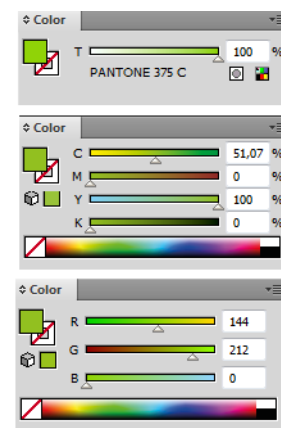 Color
T 100 %
PANTONE 375 C
Color
C 51,07 %
M 0 %
Y 100 %
K 0 %
Color
R 144
G 212
B 0